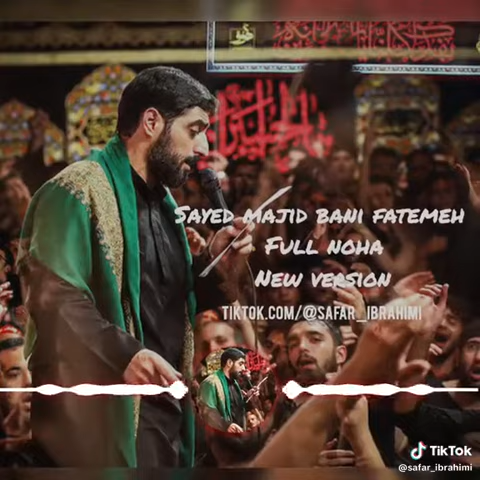 Sayed majid bani fatemeh
Full noha
New version
TIKTOK.COM/@SAFAR_IBRAHIMI
TikTok
@safar_ibrahimi